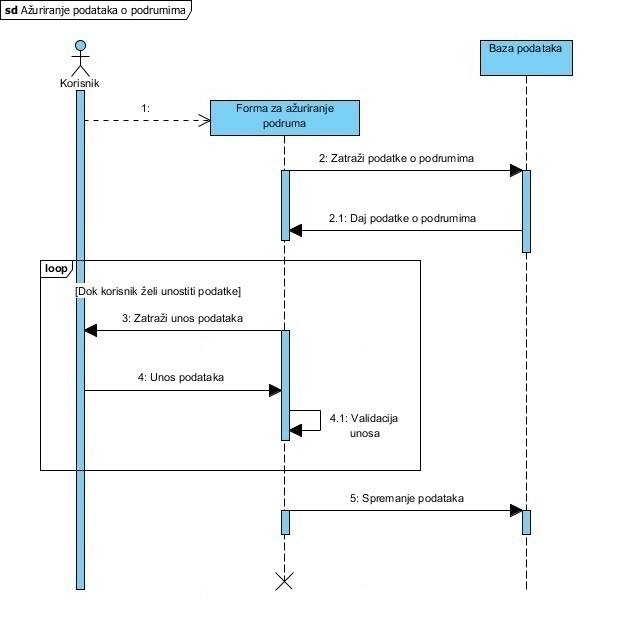 sd Ažuriranje podataka o podrumima
Korisnik
Baza podataka
1:
Forma za ažuriranje
podruma
2: Zatraži podatke o podrumima
2.1: Daj podatke o podrumima
loop
[Dok korisnik želi unostiti podatke]
3: Zatraži unos podataka
4: Unos podataka
4.1: Validacija
unosa
5: Spremanje podataka